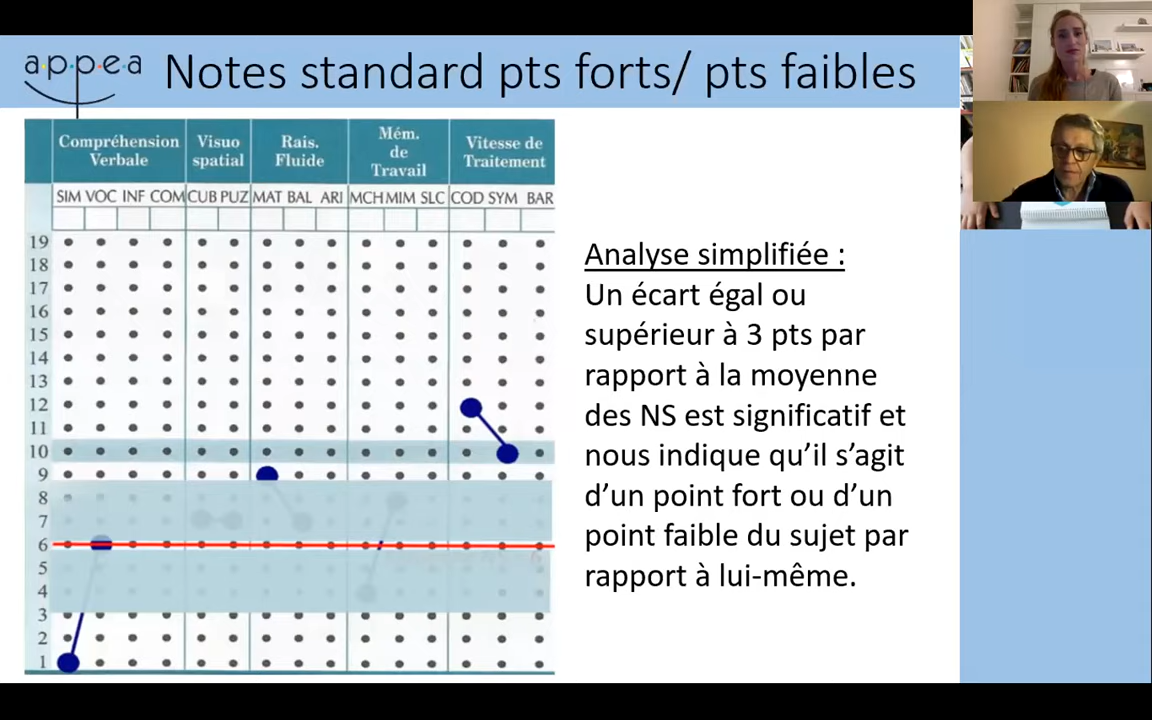 a·p·p·e·a
Notes standard pts forts/ pts faibles
Compréhension Verbale
Visuo spatial
Rais. Fluide
Mém. de Travail
Vitesse de Traitement
SIM VOC INF COM CUB PUZ MAT BAL ARI MCH MIM SLC COD SYM BAR
19
18
17
16
15
14
13
12
11
10
9
8
7
6
5
4
3
2
1
Analyse simplifiée :
Un écart égal ou
supérieur à 3 pts par
rapport à la moyenne
des NS est significatif et
nous indique qu’il s’agit
d’un point fort ou d’un
point faible du sujet par
rapport à lui-même.